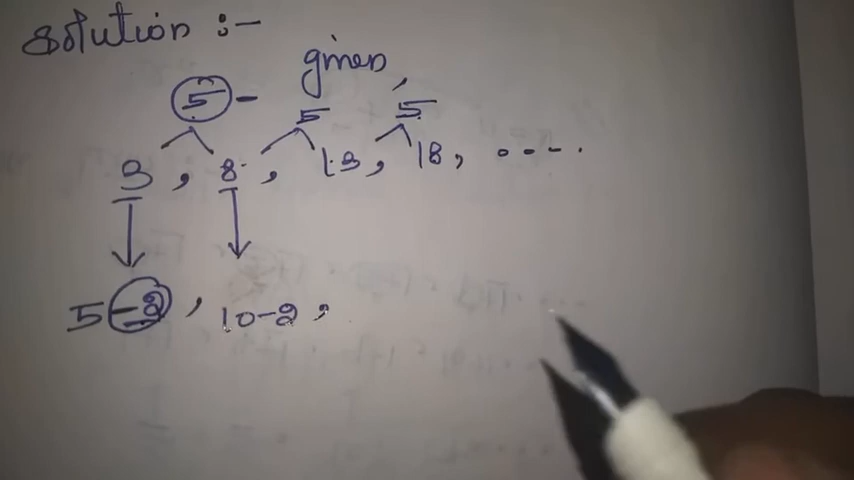 Solution :-
given,
5 - 5 5
3, 8, 13, 18, ....
5-2, 10-2,